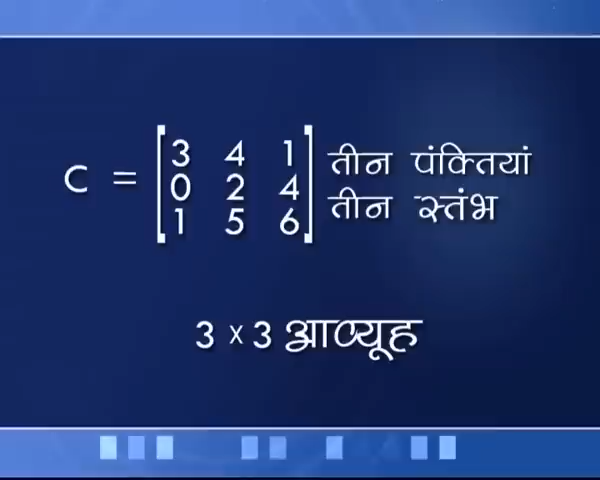 3 4 1 तीन पंक्तियां
C = 0 2 4
तीन स्तंभ
1 5 6
3 × 3 आव्यूह